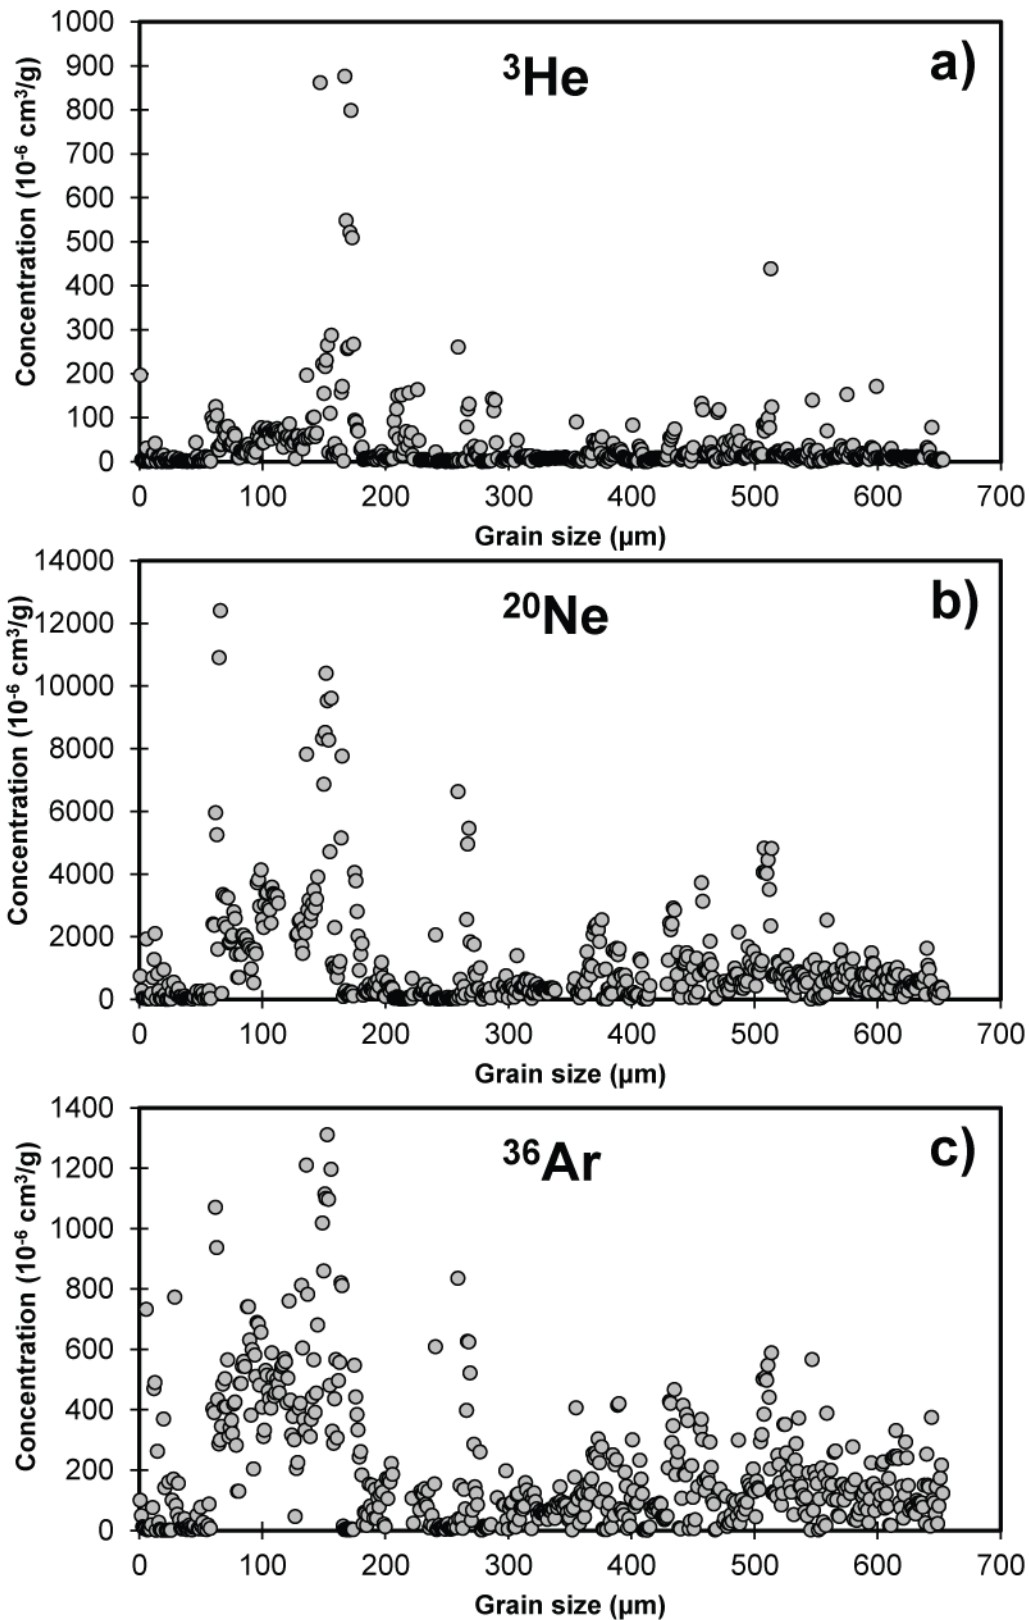 1000
900
800
700
600
500
400
300
200
100
0
Concentration (10⁻⁶ cm³/g)
³He
a)
0 100 200 300 400 500 600 700
Grain size (µm)
14000
12000
10000
8000
6000
4000
2000
0
Concentration (10⁻⁶ cm³/g)
²⁰Ne
b)
0 100 200 300 400 500 600 700
Grain size (µm)
1400
1200
1000
800
600
400
200
0
Concentration (10⁻⁶ cm³/g)
³⁶Ar
c)
0 100 200 300 400 500 600 700
Grain size (µm)